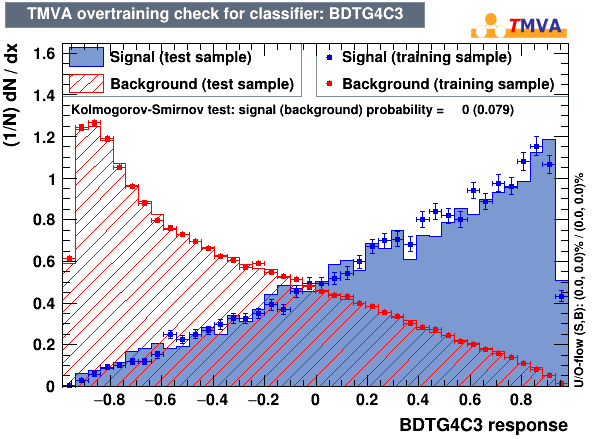 TMVA overtraining check for classifier: BDTG4C3
TMVA
(1/N) dN / dx
Signal (test sample)
Background (test sample)
Signal (training sample)
Background (training sample)
Kolmogorov-Smirnov test: signal (background) probability = 0 (0.079)
1.6
1.4
1.2
1
0.8
0.6
0.4
0.2
0
−0.8 −0.6 −0.4 −0.2 0 0.2 0.4 0.6 0.8
BDTG4C3 response
U/O-flow (S,B): (0.0, 0.0)% / (0.0, 0.0)%